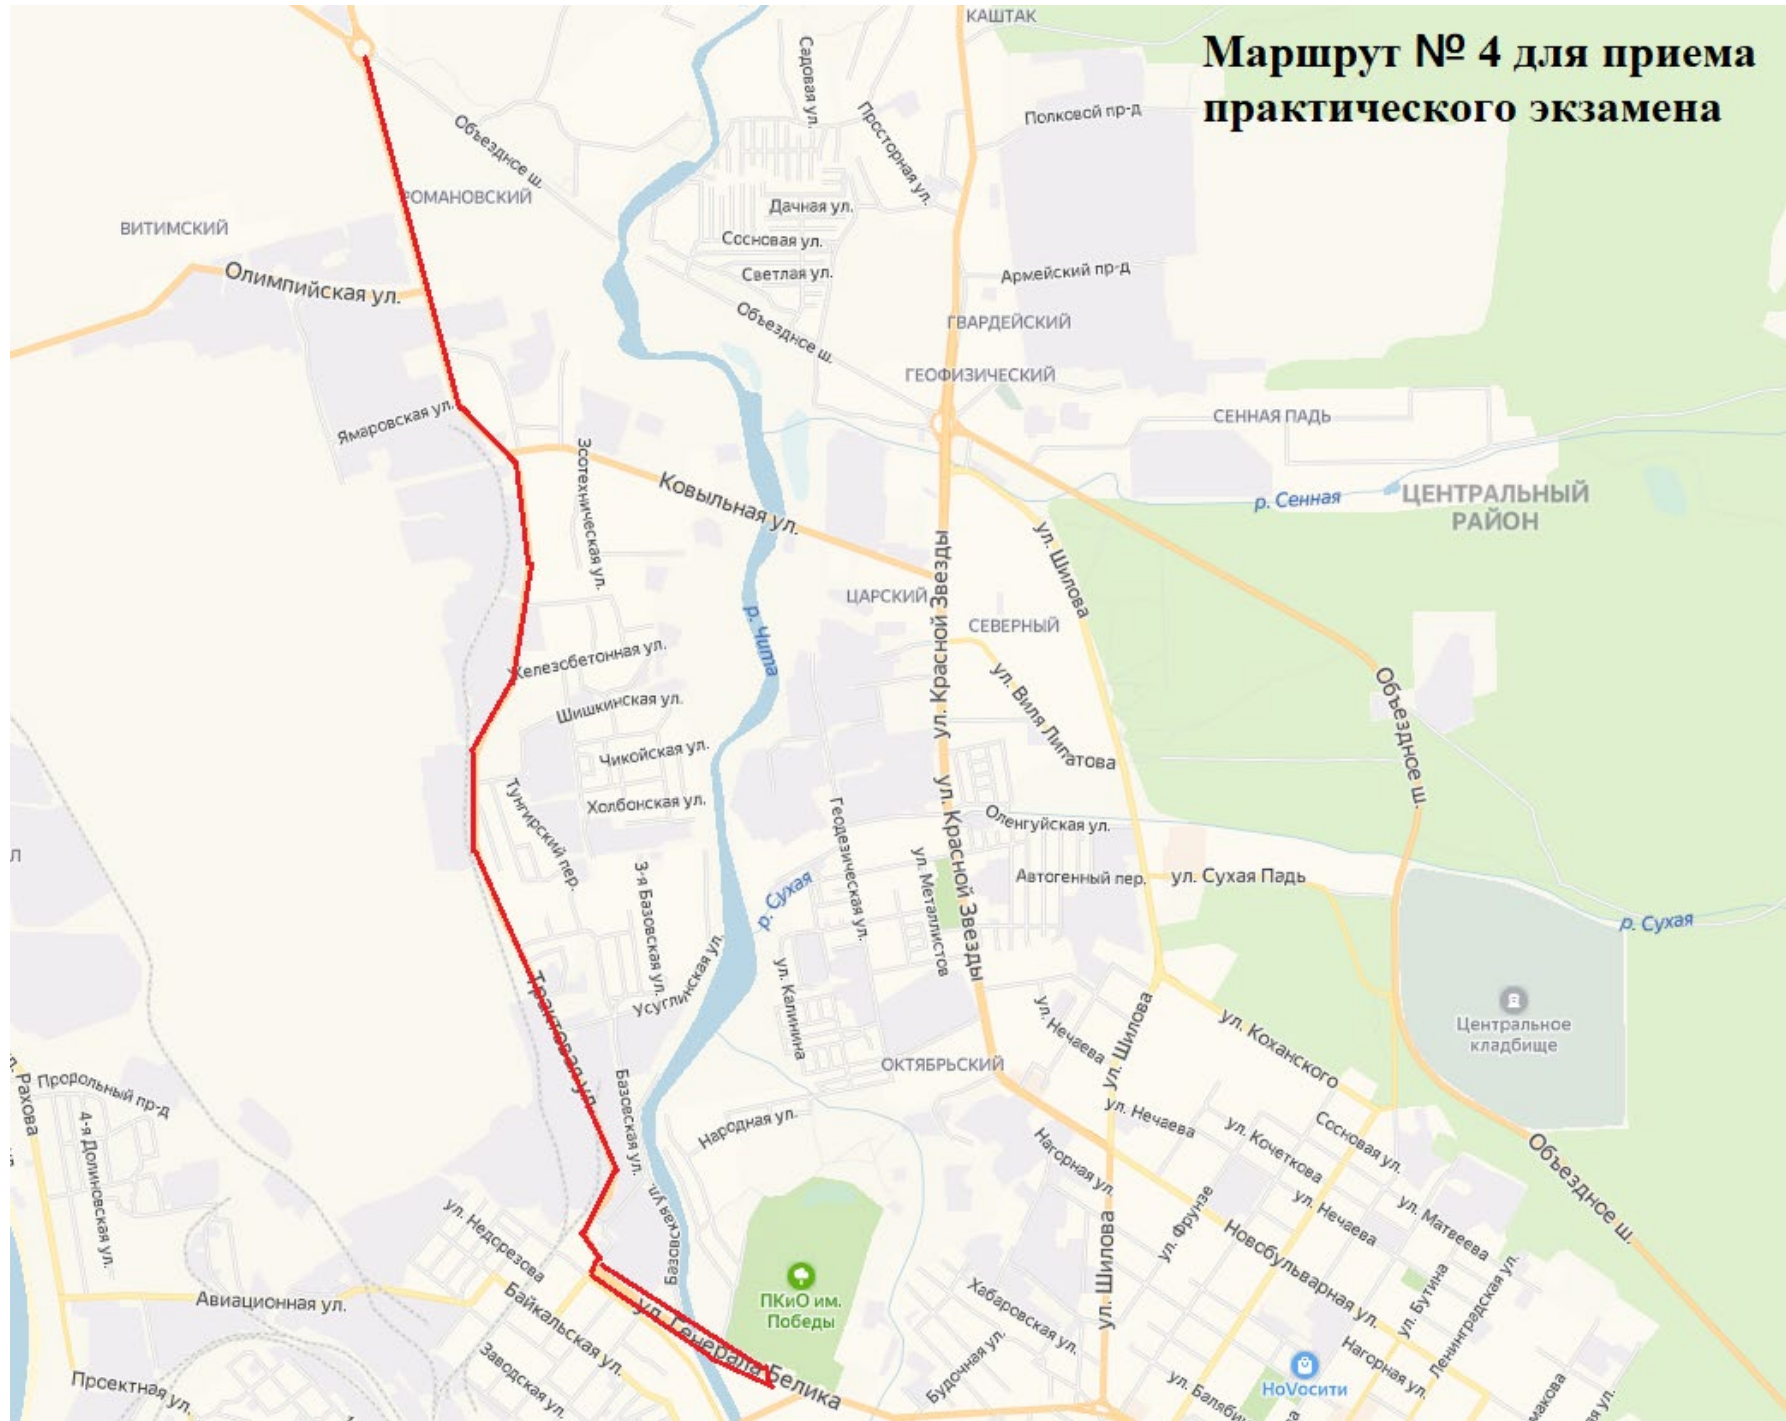 КАШТАК
Маршрут № 4 для приема
практического экзамена
Садовая ул.
Просторная ул.
Полковой пр-д
Объездное ш.
РОМАНОВСКИЙ
ВИТИМСКИЙ
Дачная ул.
Сосновая ул.
Светлая ул.
Армейский пр-д
Олимпийская ул.
Объездное ш.
ГВАРДЕЙСКИЙ
ГЕОФИЗИЧЕСКИЙ
Ямаровская ул.
СЕННАЯ ПАДЬ
Зоотехническая ул.
Ковыльная ул.
р. Сенная
ЦЕНТРАЛЬНЫЙ
РАЙОН
ул. Шилова
ул. Красной Звезды
ЦАРСКИЙ
СЕВЕРНЫЙ
р. Чита
Железобетонная ул.
Шишкинская ул.
ул. Виля Липатова
Объездное ш.
Чикойская ул.
Тунгирский пер.
Холбонская ул.
Геодезическая ул.
ул. Красной Звезды
Оленгуйская ул.
ул. Металлистов
Автогенный пер.
ул. Сухая Падь
3-я Базовская ул.
р. Сухая
р. Сухая
Усуглинская ул.
Трактовая ул.
ул. Калинина
ул. Нечаева
ул. Шилова
ул. Коханского
Центральное
кладбище
ОКТЯБРЬСКИЙ
л. Рахова
Продольный пр-д
4-я Долиновская ул.
Базовская ул.
Народная ул.
ул. Нечаева
Нагорная ул.
ул. Кочеткова
Сосновая ул.
Объездное ш.
Базовская ул.
ул. Недорезова
ул. Шилова
ул. Фрунзе
ул. Нечаева
ул. Матвеева
Новобульварная ул.
ул. Бутина
Ленинградская ул.
Авиационная ул.
Байкальская ул.
ул. Генерала Белика
ПКиО им.
Победы
Хабаровская ул.
Заводская ул.
Будочная ул.
Нагорная ул.
НоVосити
Проектная ул.